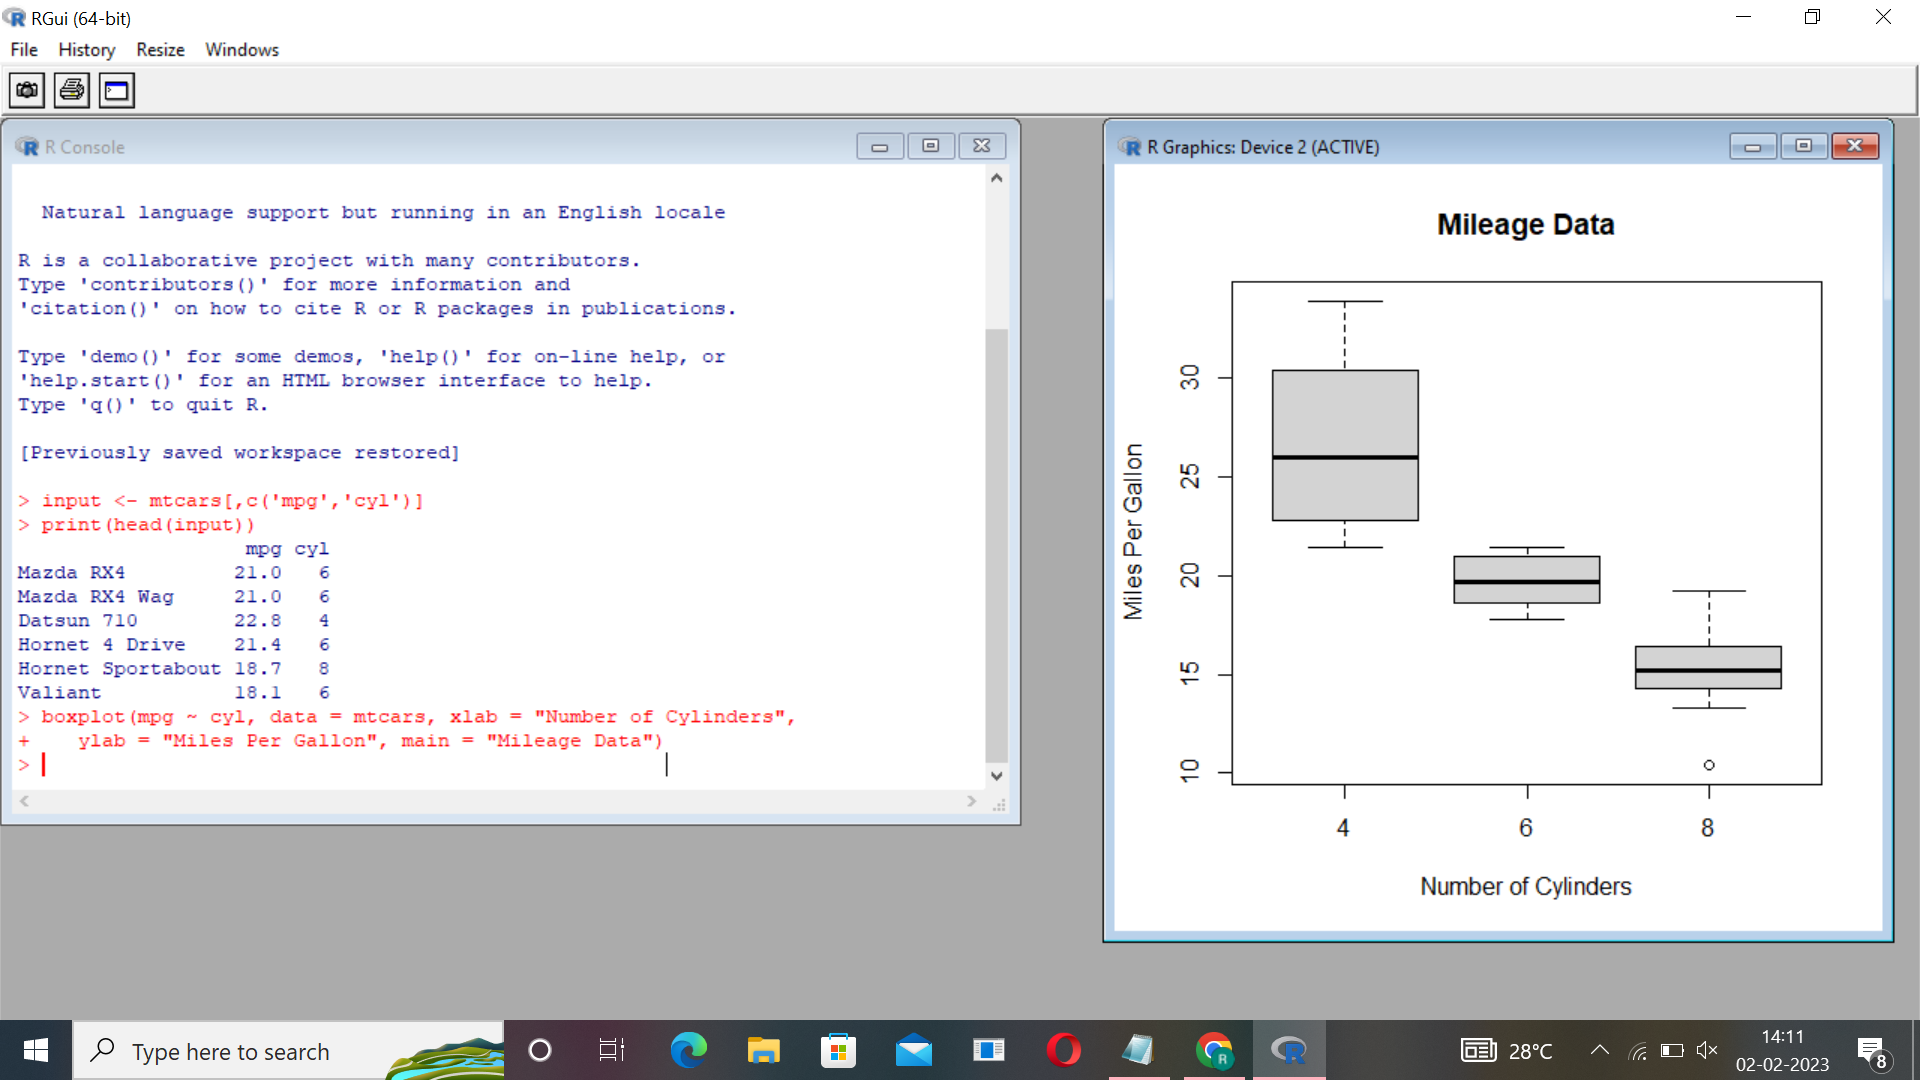 RGui (64-bit)
File History Resize Windows
R Console
Natural language support but running in an English locale
R is a collaborative project with many contributors.
Type 'contributors()' for more information and
'citation()' on how to cite R or R packages in publications.
Type 'demo()' for some demos, 'help()' for on-line help, or
'help.start()' for an HTML browser interface to help.
Type 'q()' to quit R.
[Previously saved workspace restored]
> input <- mtcars[,c('mpg','cyl')]
> print(head(input))
mpg cyl
Mazda RX4 21.0 6
Mazda RX4 Wag 21.0 6
Datsun 710 22.8 4
Hornet 4 Drive 21.4 6
Hornet Sportabout 18.7 8
Valiant 18.1 6
> boxplot(mpg ~ cyl, data = mtcars, xlab = "Number of Cylinders",
+ ylab = "Miles Per Gallon", main = "Mileage Data")
>
R Graphics: Device 2 (ACTIVE)
Mileage Data
Miles Per Gallon
30
25
20
15
10
4 6 8
Number of Cylinders
Type here to search
28°C
14:11
02-02-2023
8